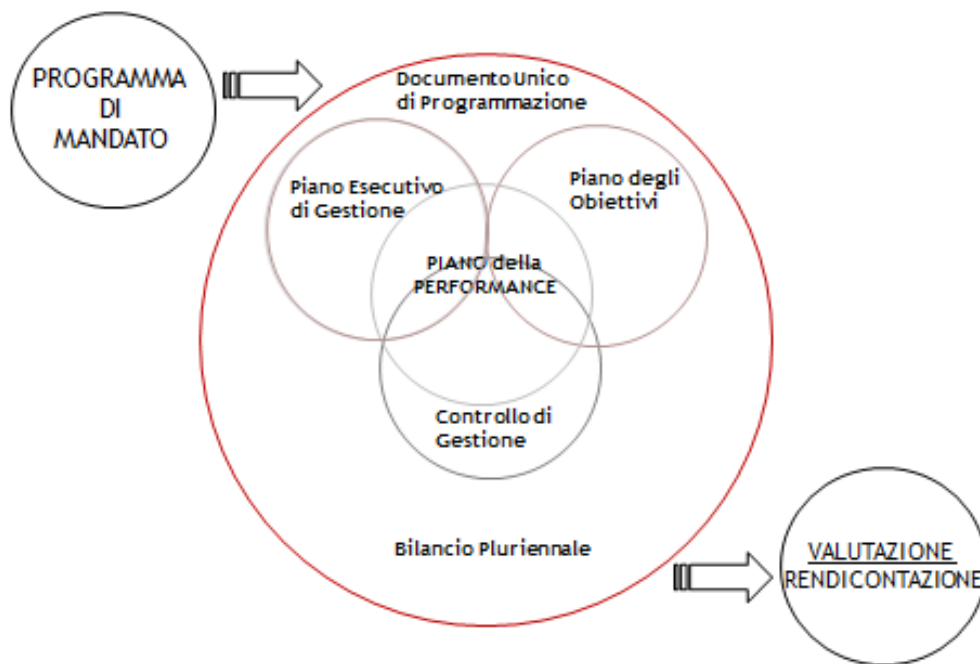 PROGRAMMA
DI
MANDATO
Documento Unico
di Programmazione
Piano Esecutivo
di Gestione
Piano degli
Obiettivi
PIANO della
PERFORMANCE
Controllo di
Gestione
Bilancio Pluriennale
VALUTAZIONE
RENDICONTAZIONE